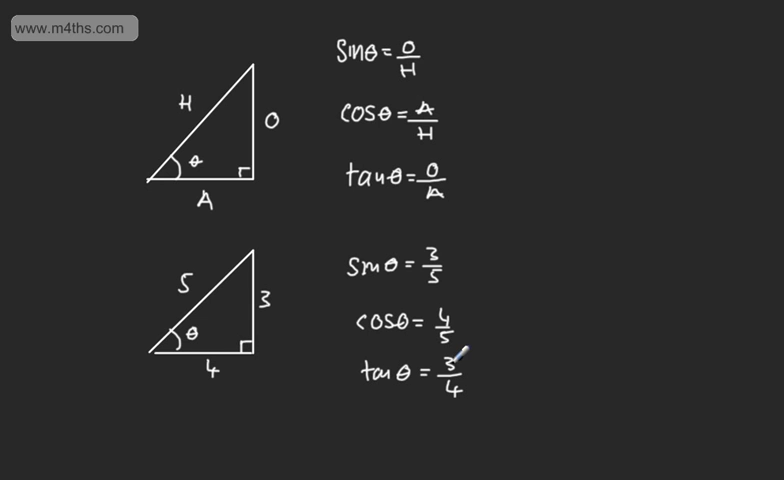 www.m4ths.com
sinθ = O/H
H
O
cosθ = A/H
θ
tanθ = O/A
A
sinθ = 3/5
5
3
cosθ = 4/5
θ
4
tanθ = 3/4